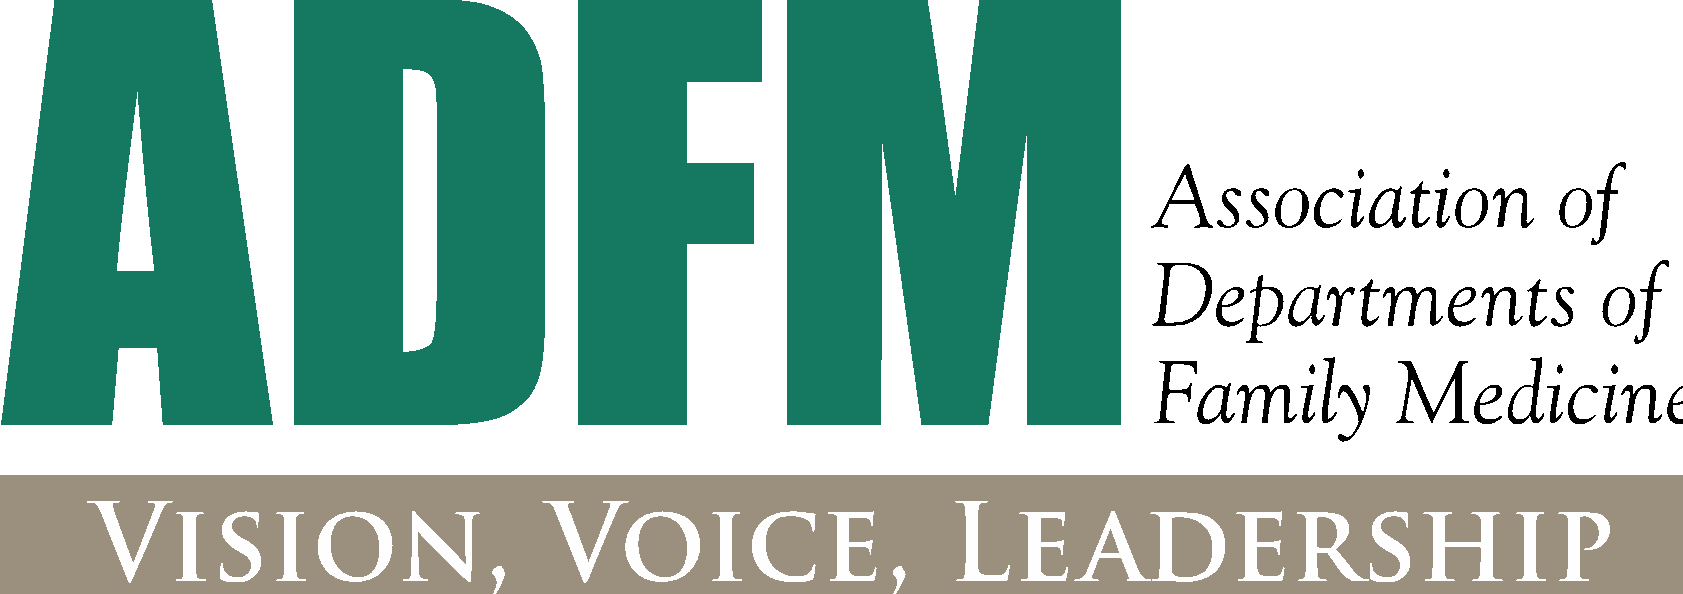 ADFM
Association of
Departments of
Family Medicine
VISION, VOICE, LEADERSHIP